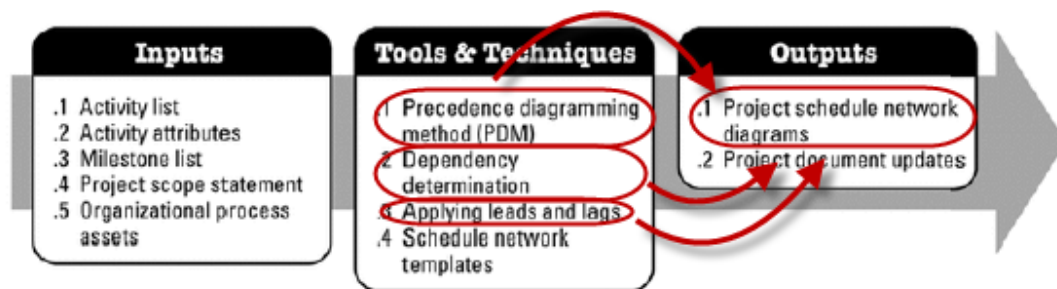 Inputs
.1 Activity list
.2 Activity attributes
.3 Milestone list
.4 Project scope statement
.5 Organizational process
assets
Tools & Techniques
.1 Precedence diagramming
method (PDM)
.2 Dependency
determination
.3 Applying leads and lags
.4 Schedule network
templates
Outputs
.1 Project schedule network
diagrams
.2 Project document updates